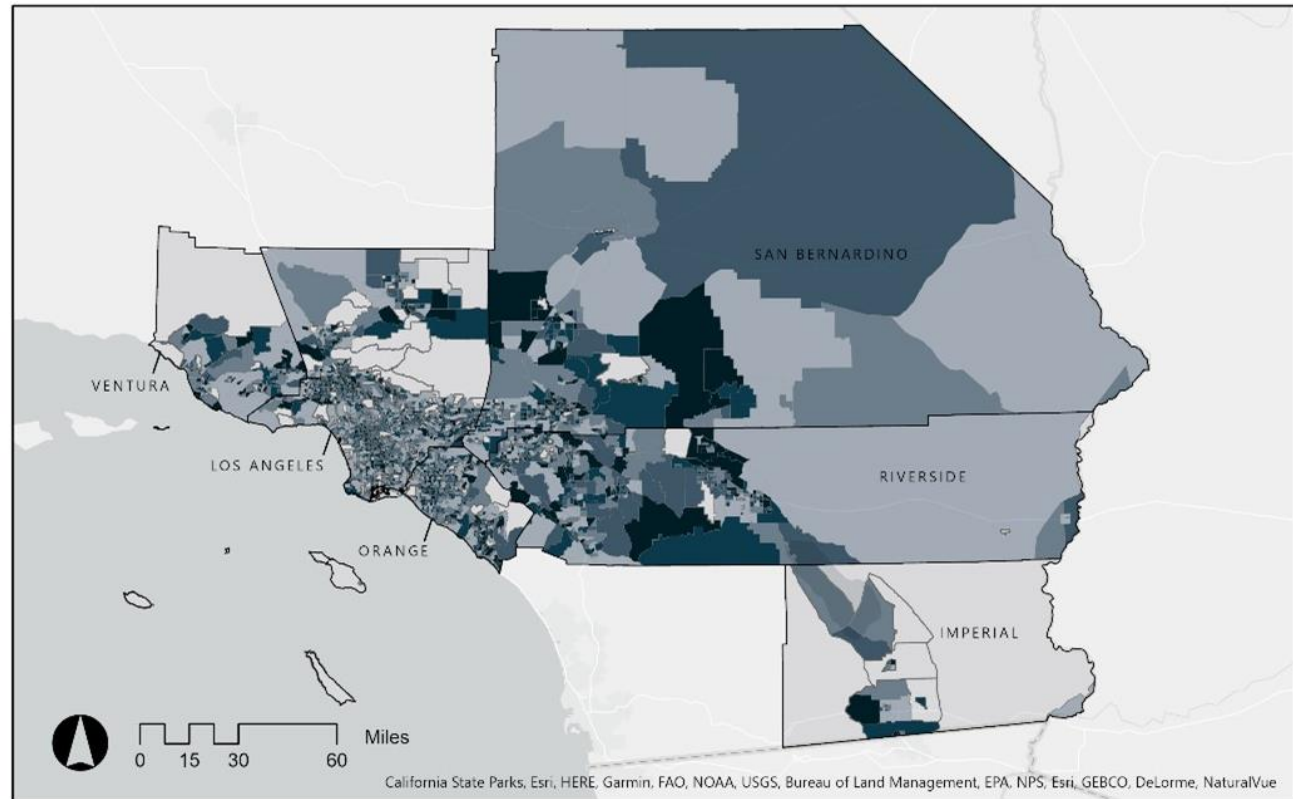 SAN BERNARDINO
VENTURA
LOS ANGELES
RIVERSIDE
ORANGE
IMPERIAL
Miles
0 15 30 60
California State Parks, Esri, HERE, Garmin, FAO, NOAA, USGS, Bureau of Land Management, EPA, NPS, Esri, GEBCO, DeLorme, NaturalVue